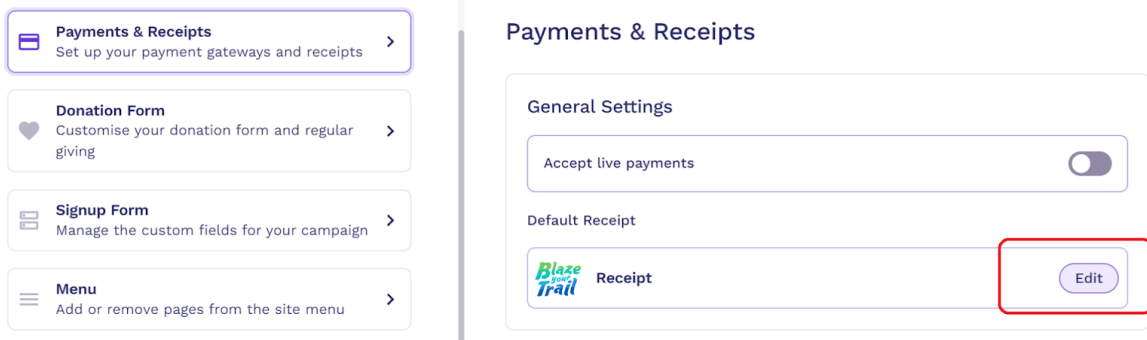 Payments & Receipts
Set up your payment gateways and receipts
Donation Form
Customise your donation form and regular
giving
Signup Form
Manage the custom fields for your campaign
Menu
Add or remove pages from the site menu
Payments & Receipts
General Settings
Accept live payments
Default Receipt
Blaze
your
Trail
Receipt
Edit